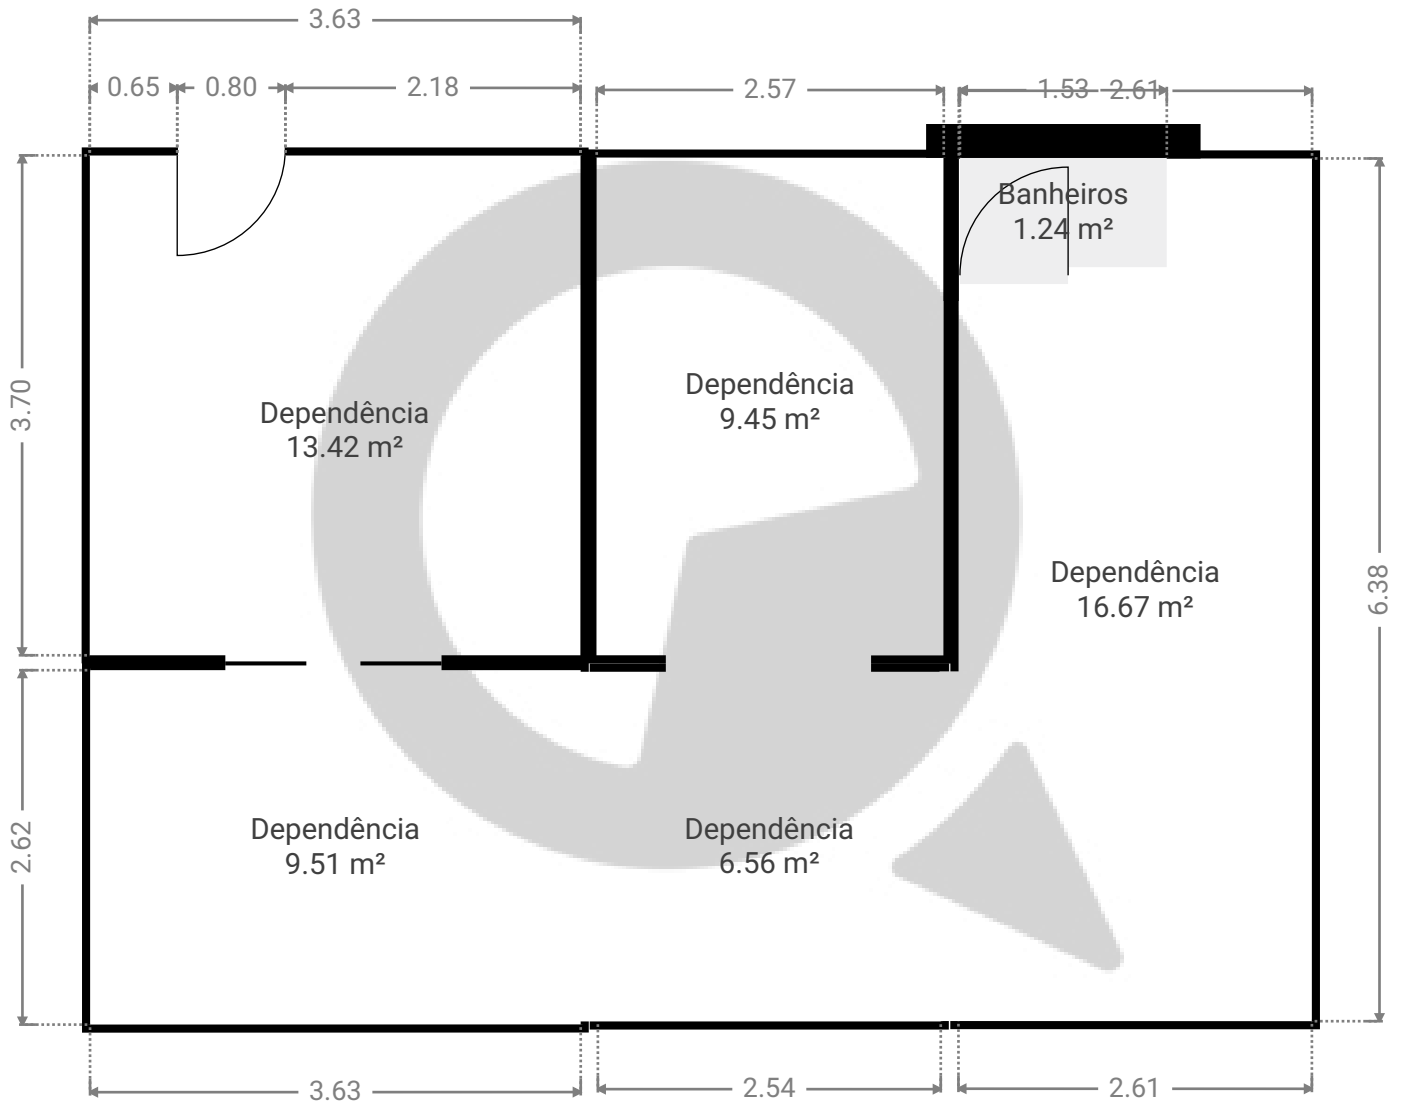 3.63
0.65
0.80
2.18
2.57
1.53
2.61
Banheiros
1.24 m²
3.70
Dependência
13.42 m²
Dependência
9.45 m²
Dependência
16.67 m²
6.38
2.62
Dependência
9.51 m²
Dependência
6.56 m²
3.63
2.54
2.61